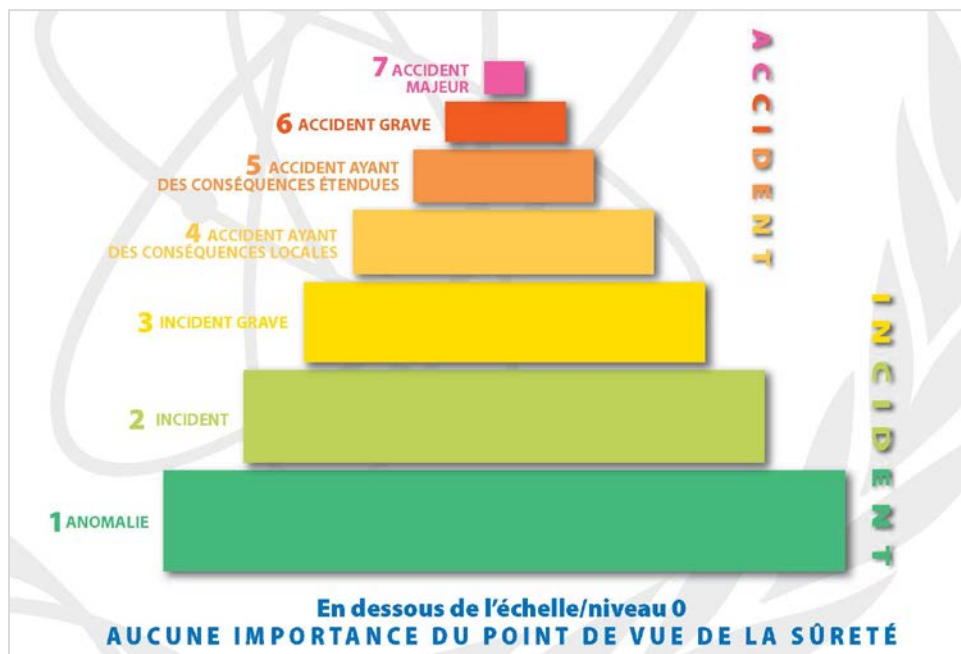 7 ACCIDENT
MAJEUR
6 ACCIDENT GRAVE
5 ACCIDENT AYANT
DES CONSÉQUENCES ÉTENDUES
4 ACCIDENT AYANT
DES CONSÉQUENCES LOCALES
3 INCIDENT GRAVE
2 INCIDENT
1 ANOMALIE
ACCIDENT
INCIDENT
En dessous de l'échelle/niveau 0
AUCUNE IMPORTANCE DU POINT DE VUE DE LA SÛRETÉ